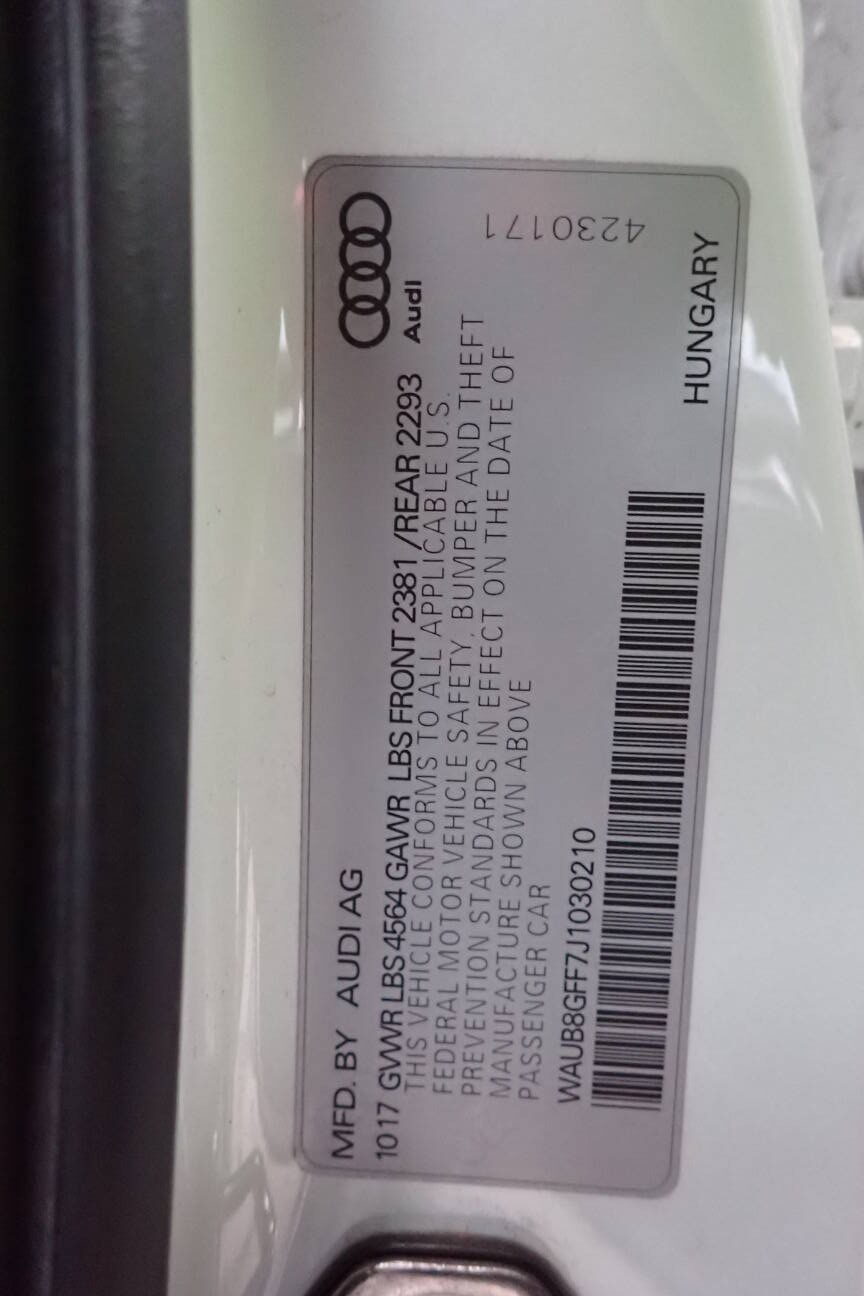 MFD. BY AUDI AG
10 17 GVWR LBS 4564 GAWR LBS FRONT 2381 /REAR 2293
THIS VEHICLE CONFORMS TO ALL APPLICABLE U.S.
FEDERAL MOTOR VEHICLE SAFETY, BUMPER AND THEFT
PREVENTION STANDARDS IN EFFECT ON THE DATE OF
MANUFACTURE SHOWN ABOVE
PASSENGER CAR
WAUB8GFF7J1030210
Audi
4230171
HUNGARY